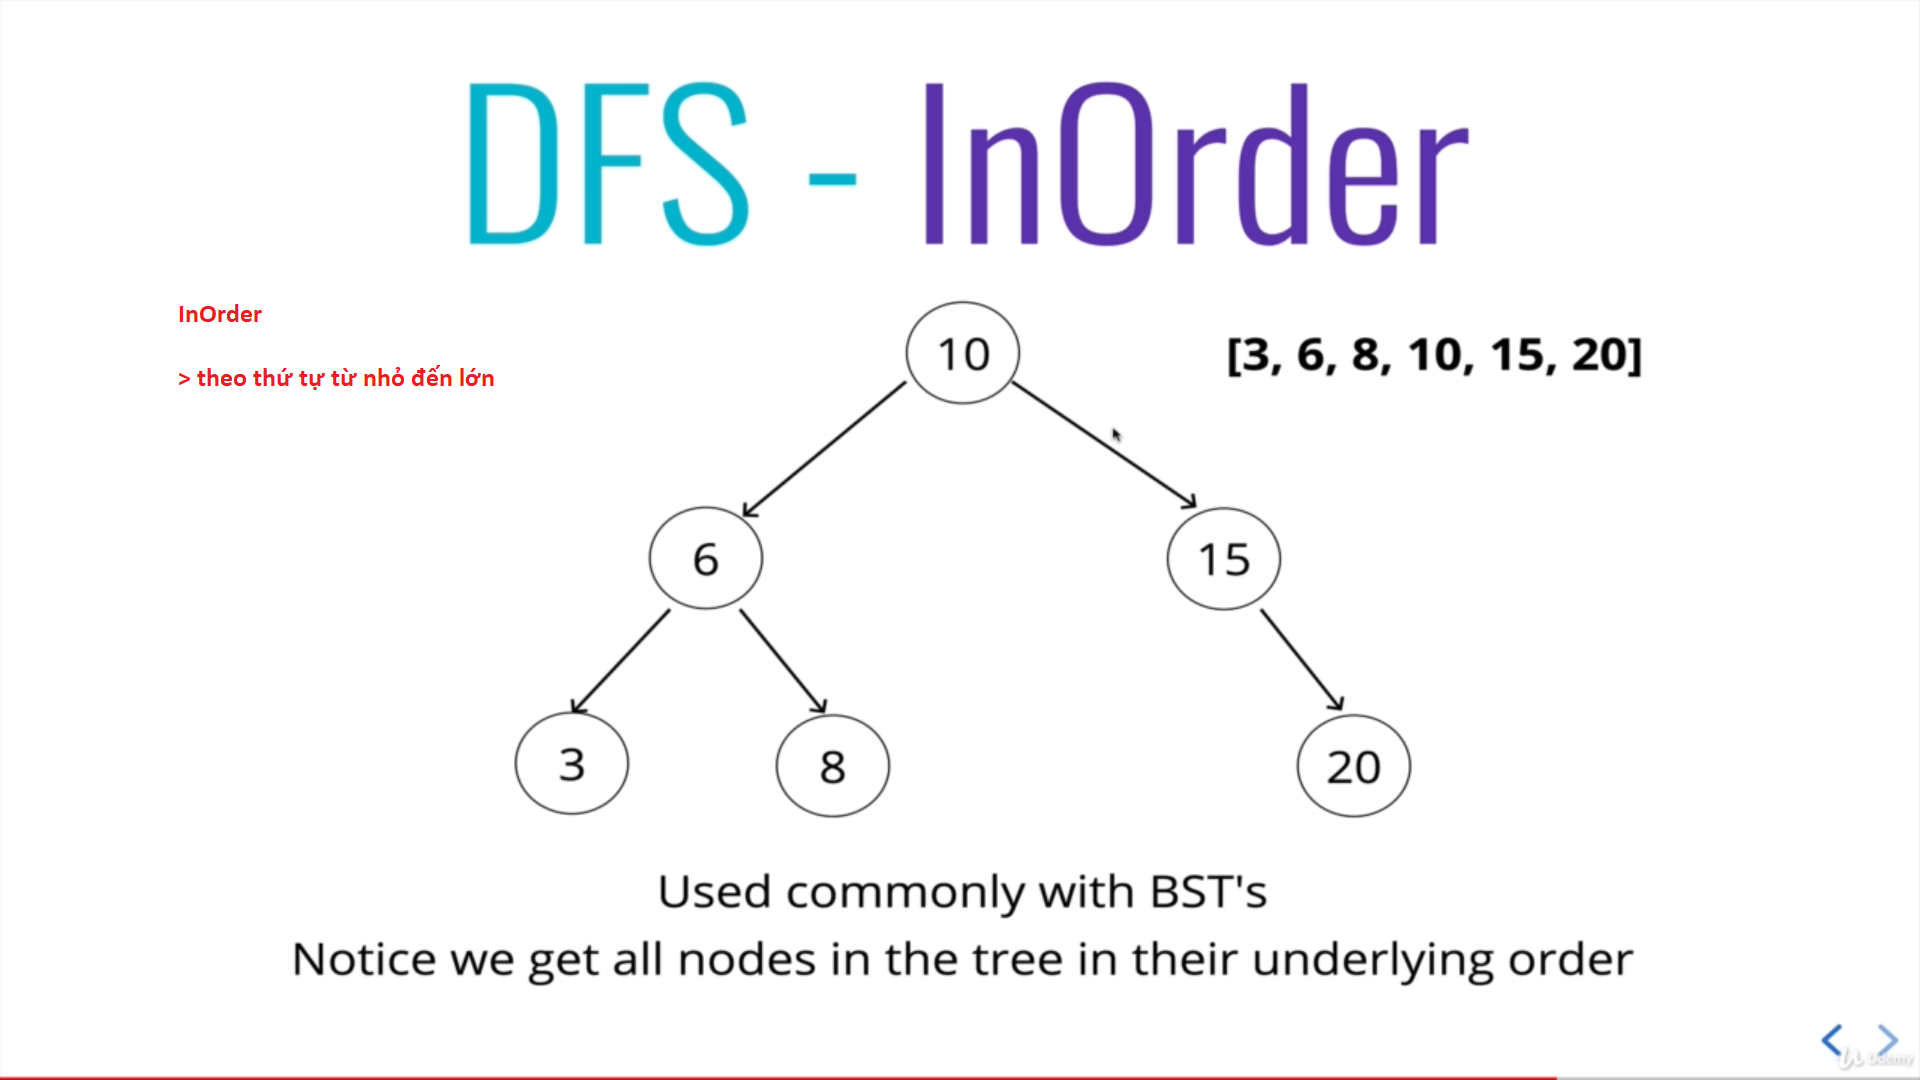 DFS - InOrder
InOrder
> theo thứ tự từ nhỏ đến lớn
10
[3, 6, 8, 10, 15, 20]
6
15
3
8
20
Used commonly with BST's
Notice we get all nodes in the tree in their underlying order
Udemy